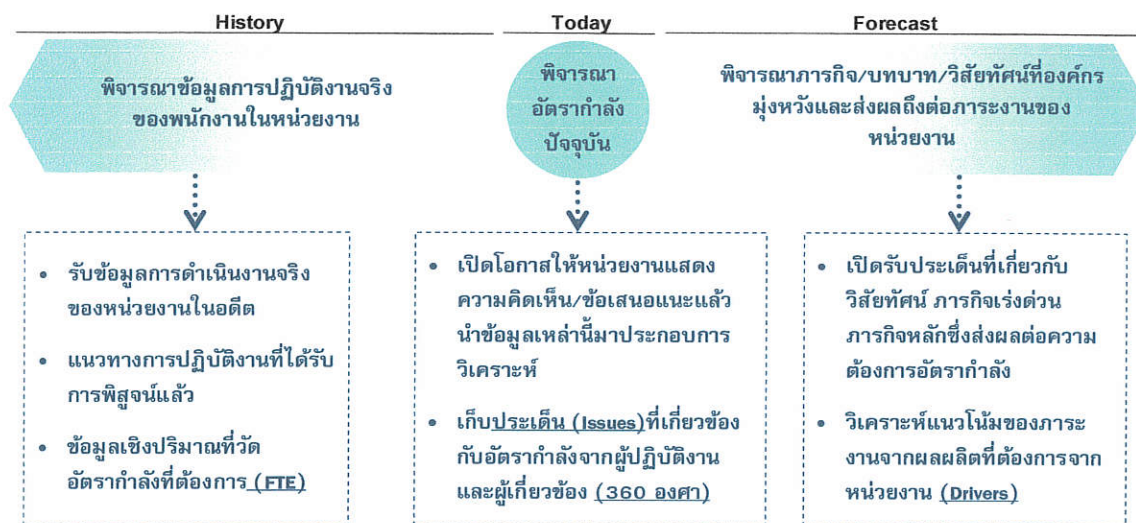 History
พิจารณาข้อมูลการปฏิบัติงานจริง
ของพนักงานในหน่วยงาน
• รับข้อมูลการดำเนินงานจริง
ของหน่วยงานในอดีต
• แนวทางการปฏิบัติงานที่ได้รับ
การพิสูจน์แล้ว
• ข้อมูลเชิงปริมาณที่วัด
อัตรากำลังที่ต้องการ (FTE)
Today
พิจารณา
อัตรากำลัง
ปัจจุบัน
• เปิดโอกาสให้หน่วยงานแสดง
ความคิดเห็น/ข้อเสนอแนะแล้ว
นำข้อมูลเหล่านี้มาประกอบการ
วิเคราะห์
• เก็บประเด็น (Issues)ที่เกี่ยวข้อง
กับอัตรากำลังจากผู้ปฏิบัติงาน
และผู้เกี่ยวข้อง (360 องศา)
Forecast
พิจารณาภารกิจ/บทบาท/วิสัยทัศน์ที่องค์กร
มุ่งหวังและส่งผลถึงต่อภาระงานของ
หน่วยงาน
• เปิดรับประเด็นที่เกี่ยวกับ
วิสัยทัศน์ ภารกิจเร่งด่วน
ภารกิจหลักซึ่งส่งผลต่อความ
ต้องการอัตรากำลัง
• วิเคราะห์แนวโน้มของภาระ
งานจากผลผลิตที่ต้องการจาก
หน่วยงาน (Drivers)